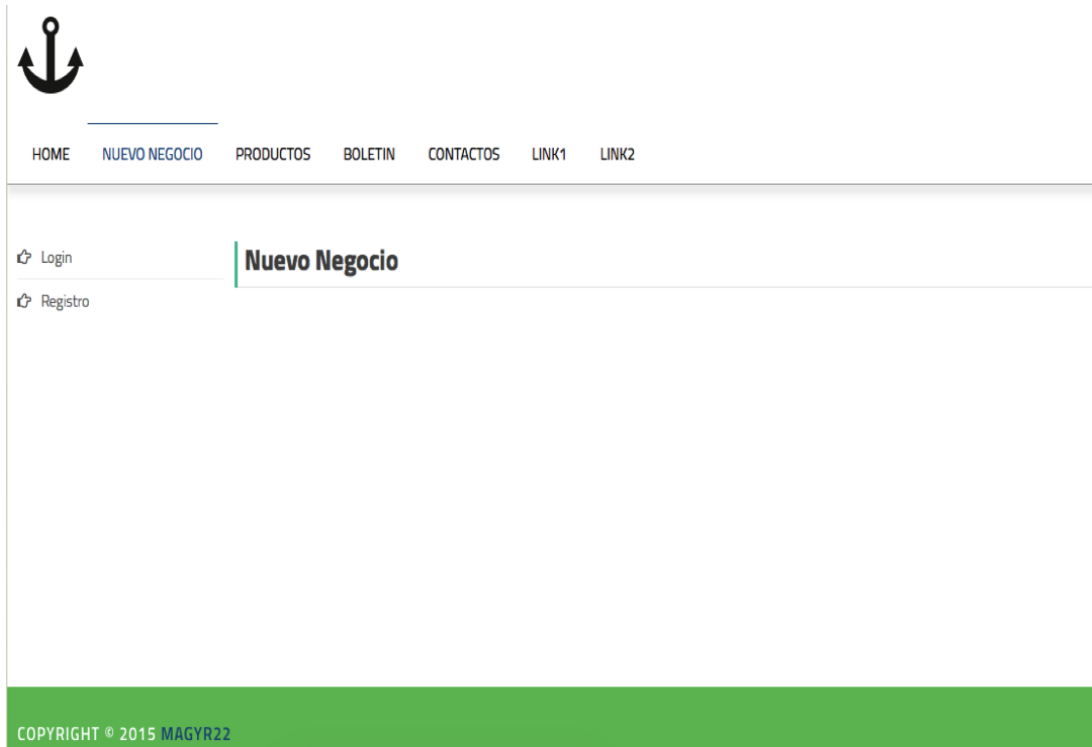 HOME NUEVO NEGOCIO PRODUCTOS BOLETIN CONTACTOS LINK1 LINK2
Login
Nuevo Negocio
Registro
COPYRIGHT © 2015 MAGYR22